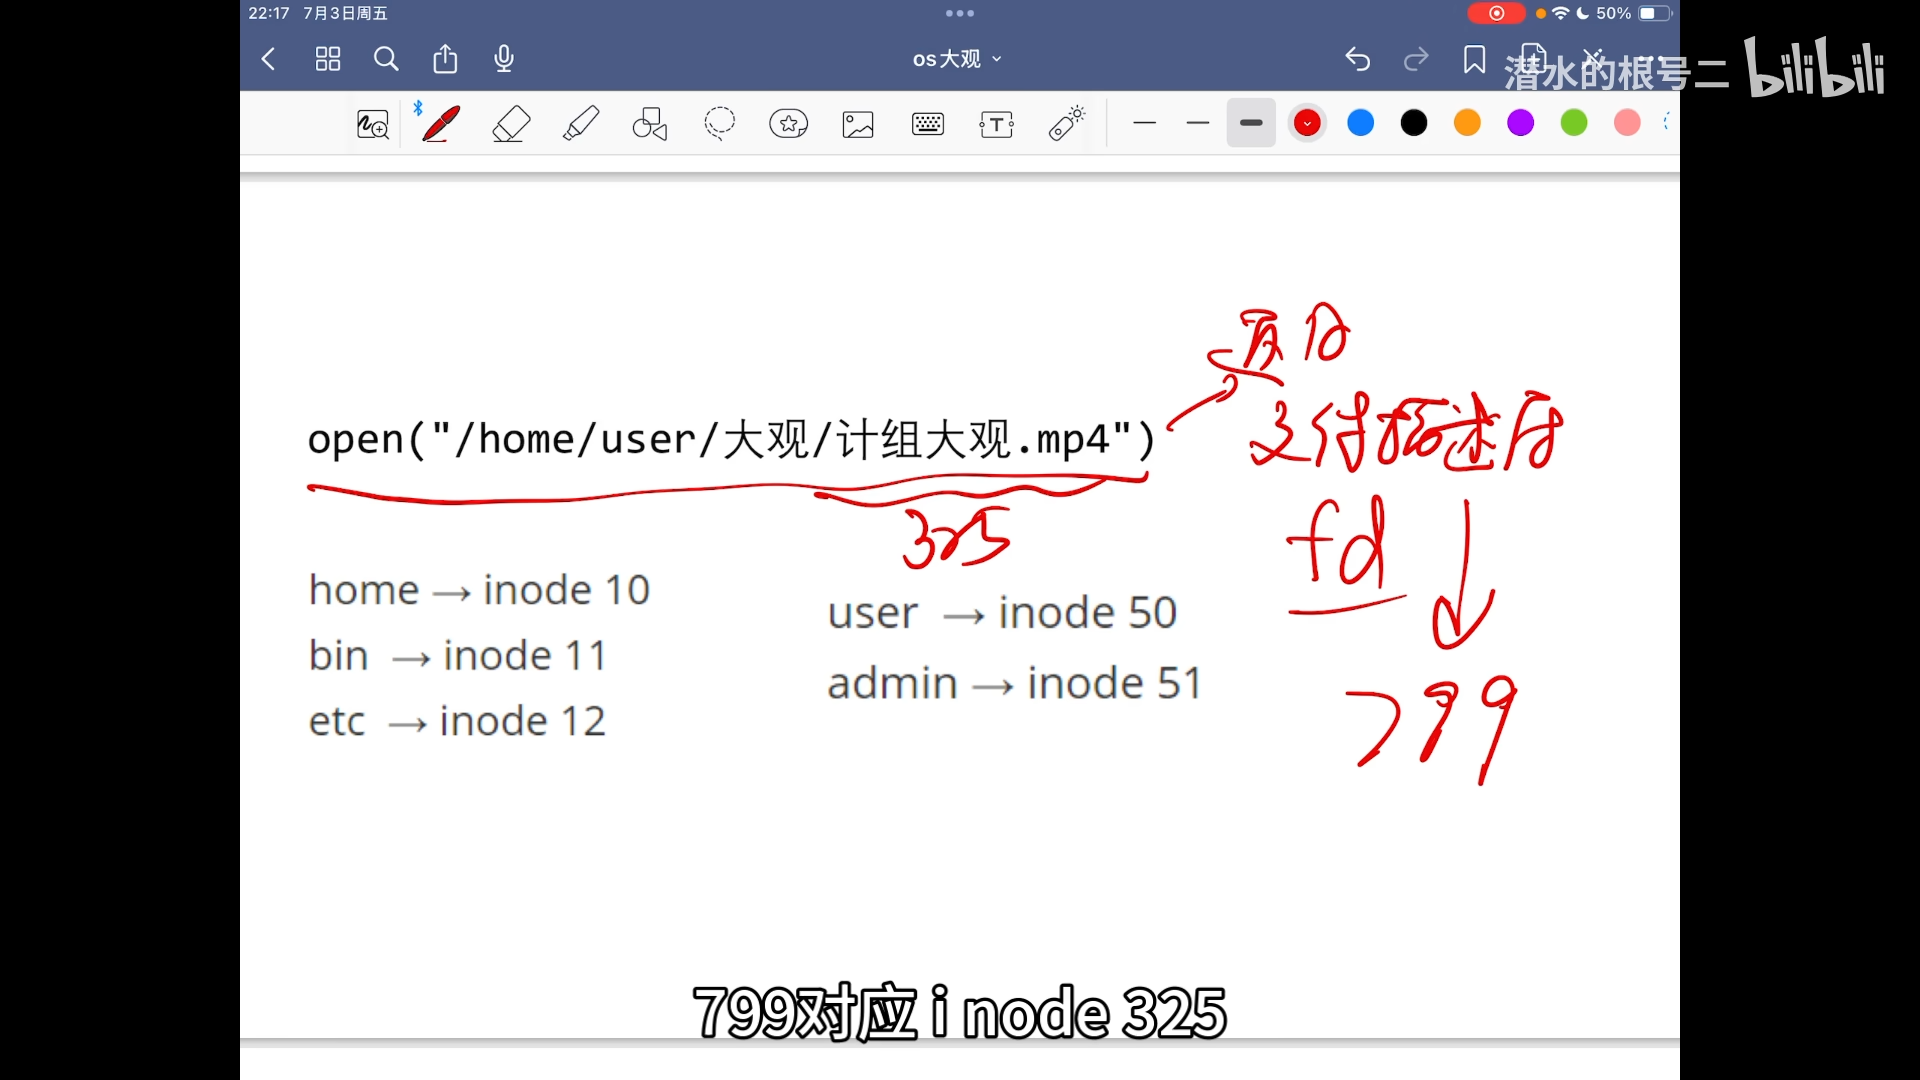 22:17 7月3日周五
50%
os大观
潜水的根号二 bilibili
T
返回
open("/home/user/大观/计组大观.mp4")
文件描述符
325
fd
home → inode 10
user → inode 50
bin → inode 11
admin → inode 51
etc → inode 12
799
799对应 i node 325